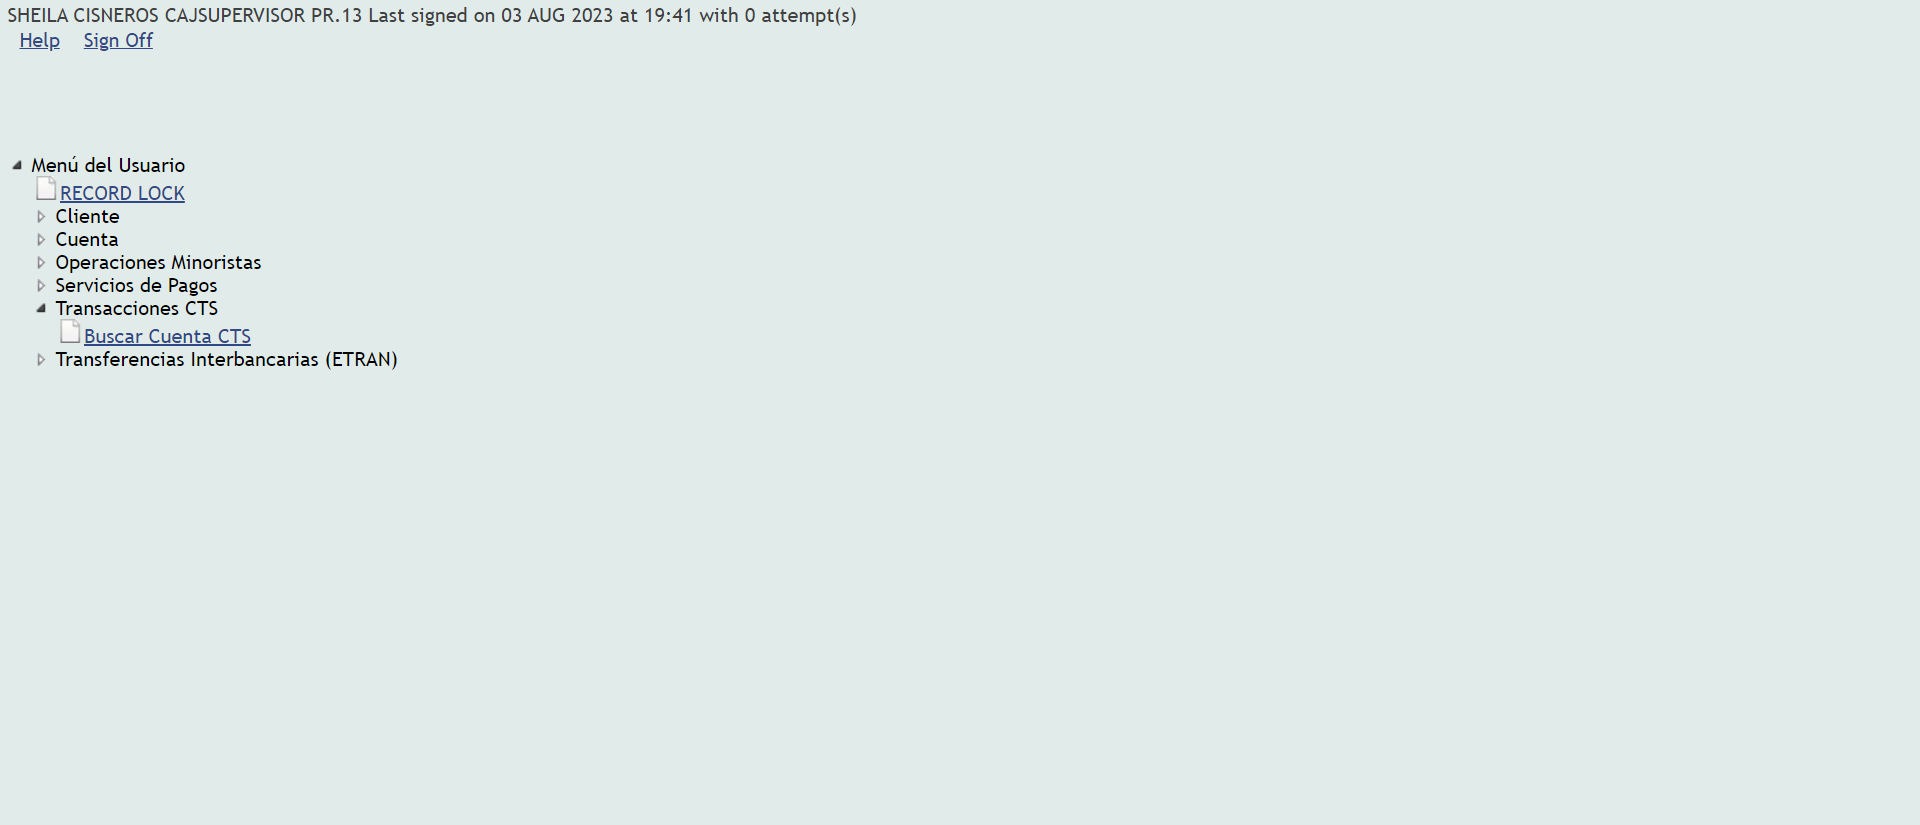 SHEILA CISNEROS CAJSUPERVISOR PR.13 Last signed on 03 AUG 2023 at 19:41 with 0 attempt(s)
Help Sign Off
Menú del Usuario
RECORD LOCK
Cliente
Cuenta
Operaciones Minoristas
Servicios de Pagos
Transacciones CTS
Buscar Cuenta CTS
Transferencias Interbancarias (ETRAN)